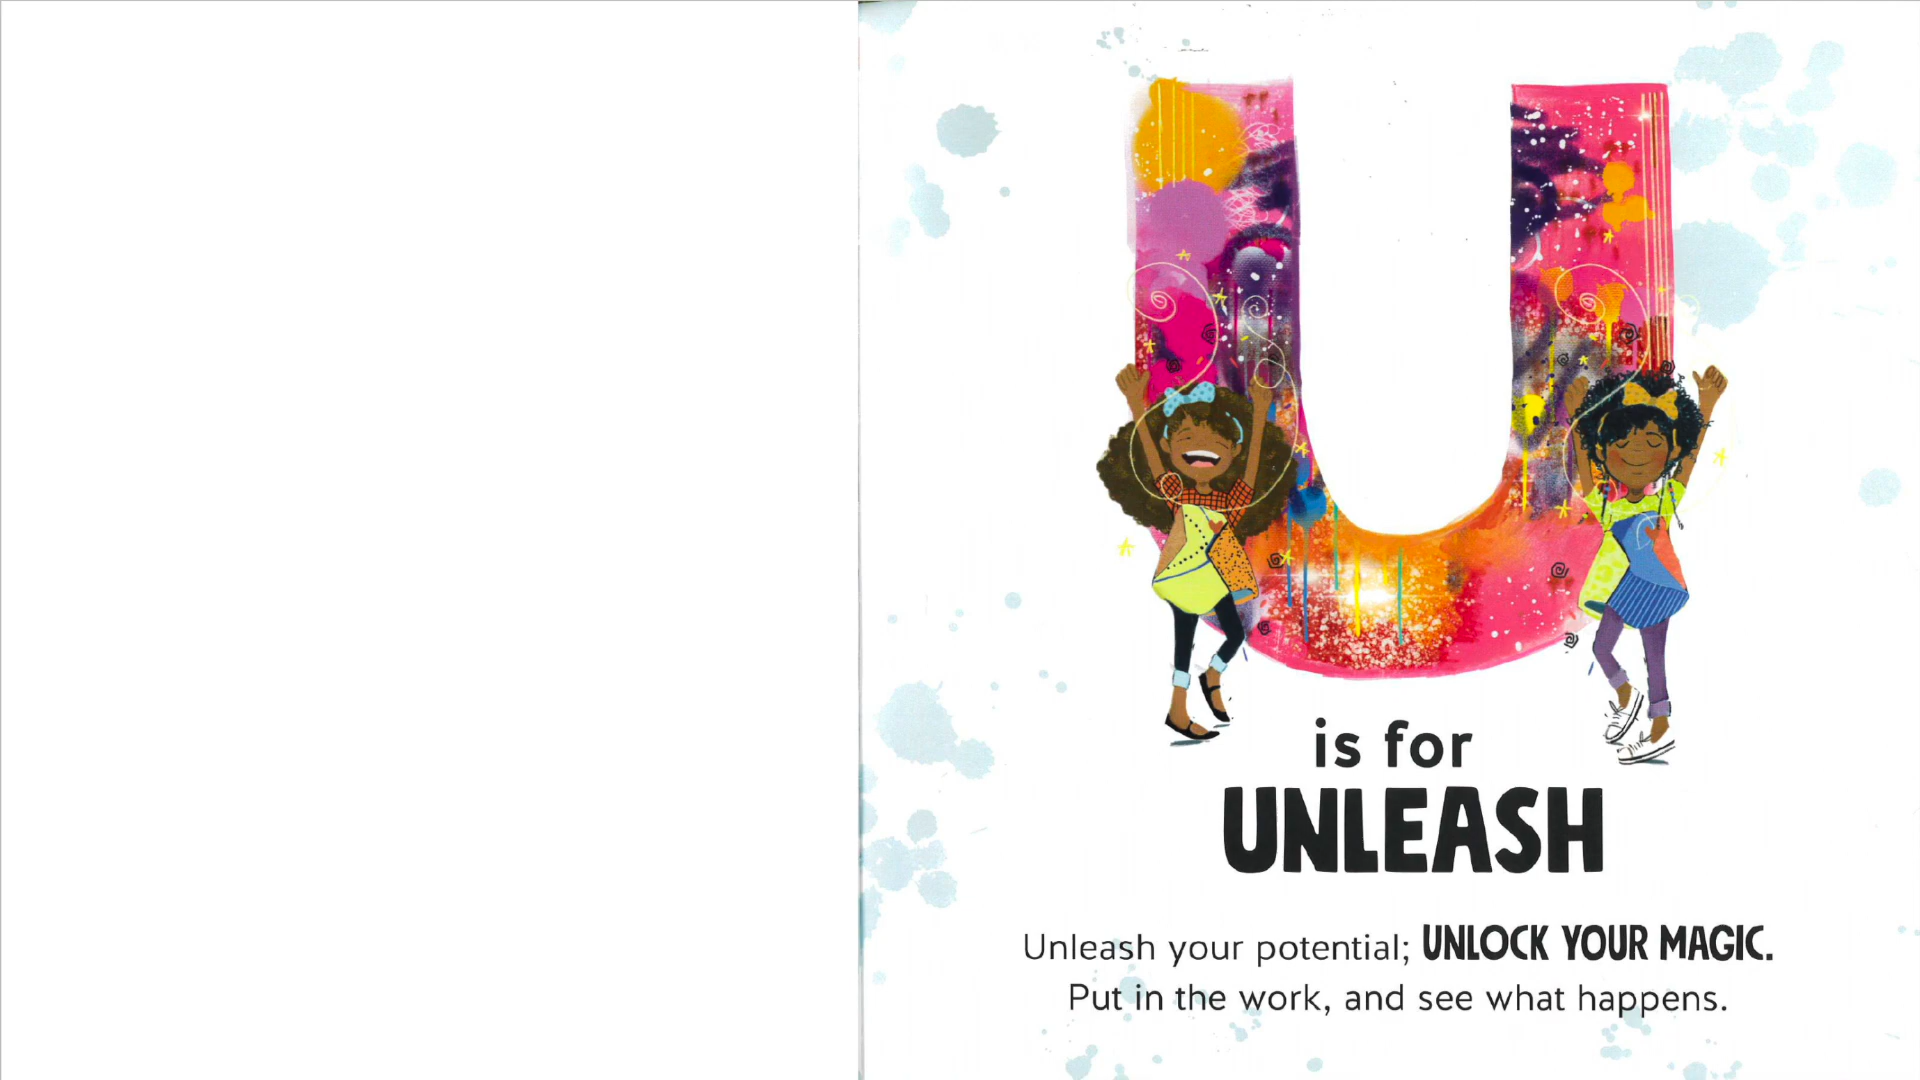 U
is for
UNLEASH
Unleash your potential; UNLOCK YOUR MAGIC.
Put in the work, and see what happens.